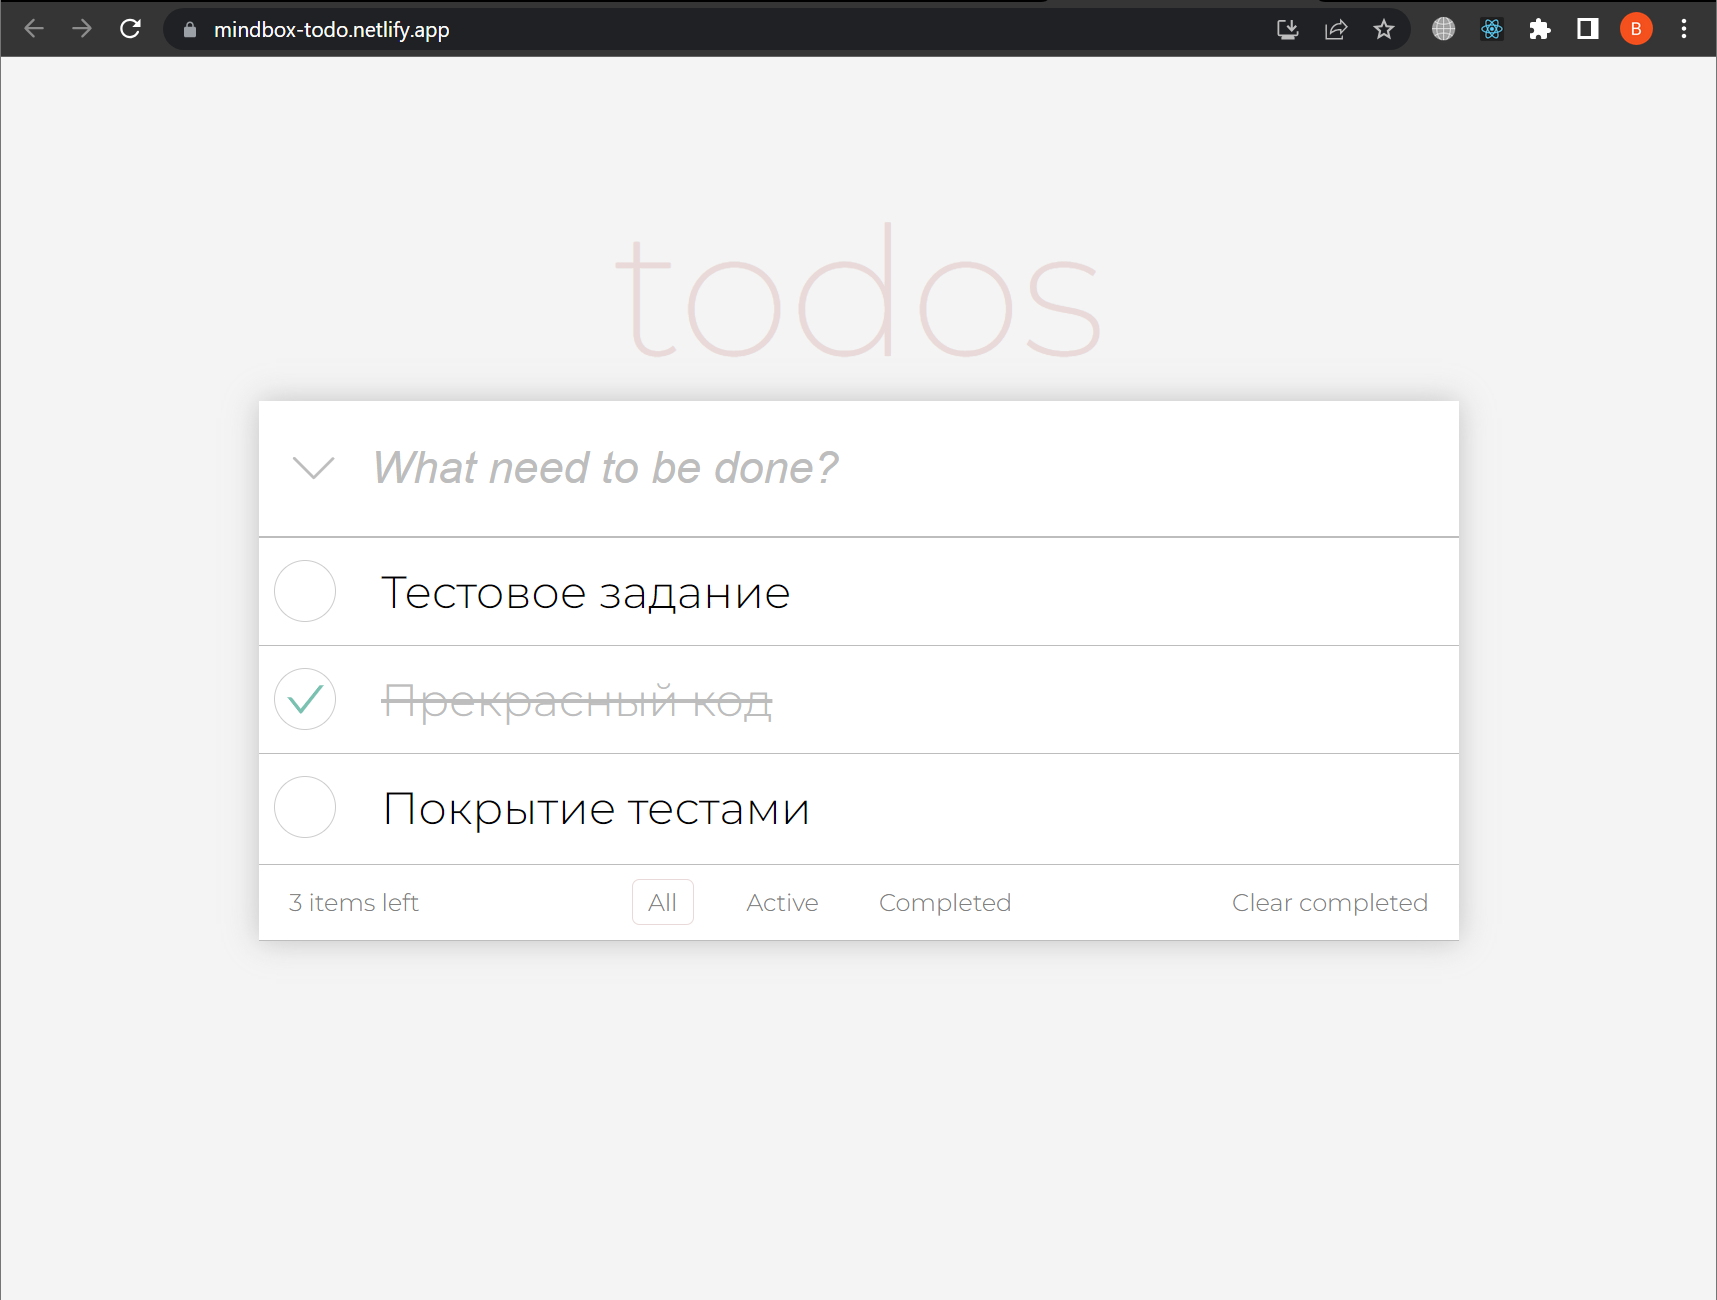 mindbox-todo.netlify.app
B
todos
What need to be done?
Тестовое задание
Прекрасный код
Покрытие тестами
3 items left All Active Completed Clear completed